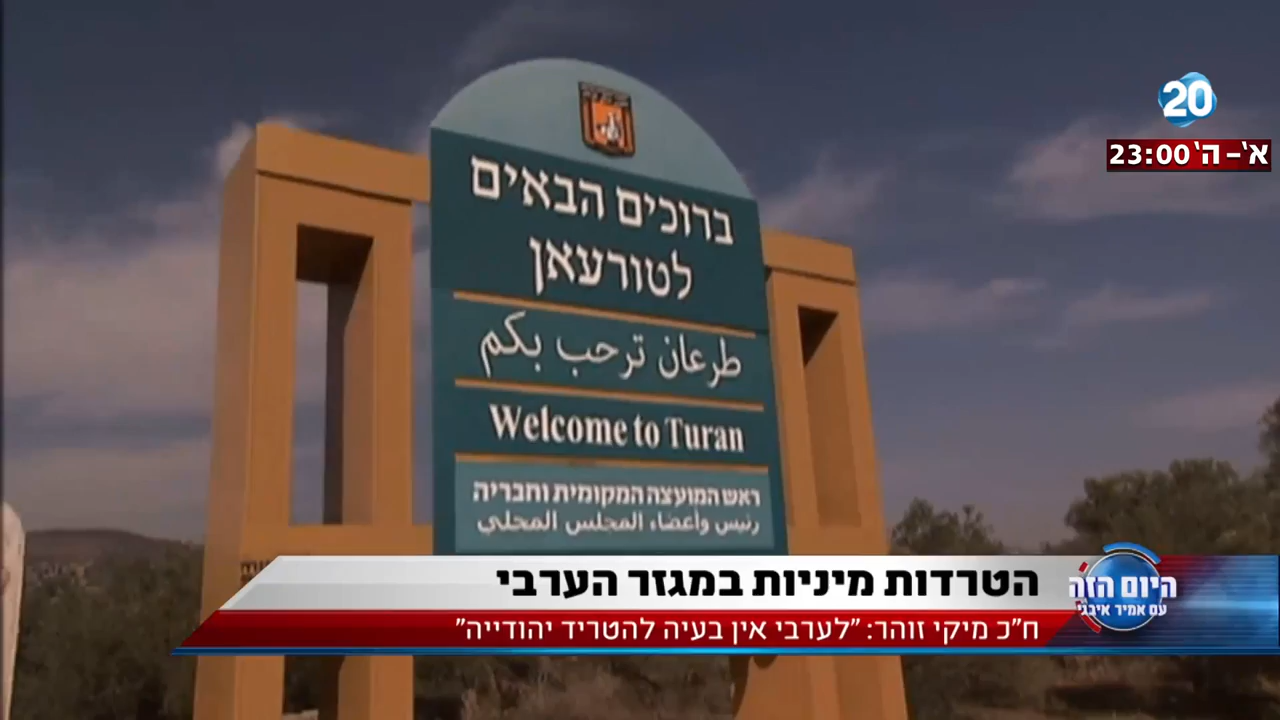 20
א'-ה' 23:00
ברוכים הבאים
לטורעאן
طرعان ترحب بكم
Welcome to Turan
ראש המועצה המקומית וחבריה
رئيس وأعضاء المجلس المحلي
הטרדות מיניות במגזר הערבי
ח"כ מיקי זוהר: "לערבי אין בעיה להטריד יהודייה"
היום הזה
עם אמיר איבגי